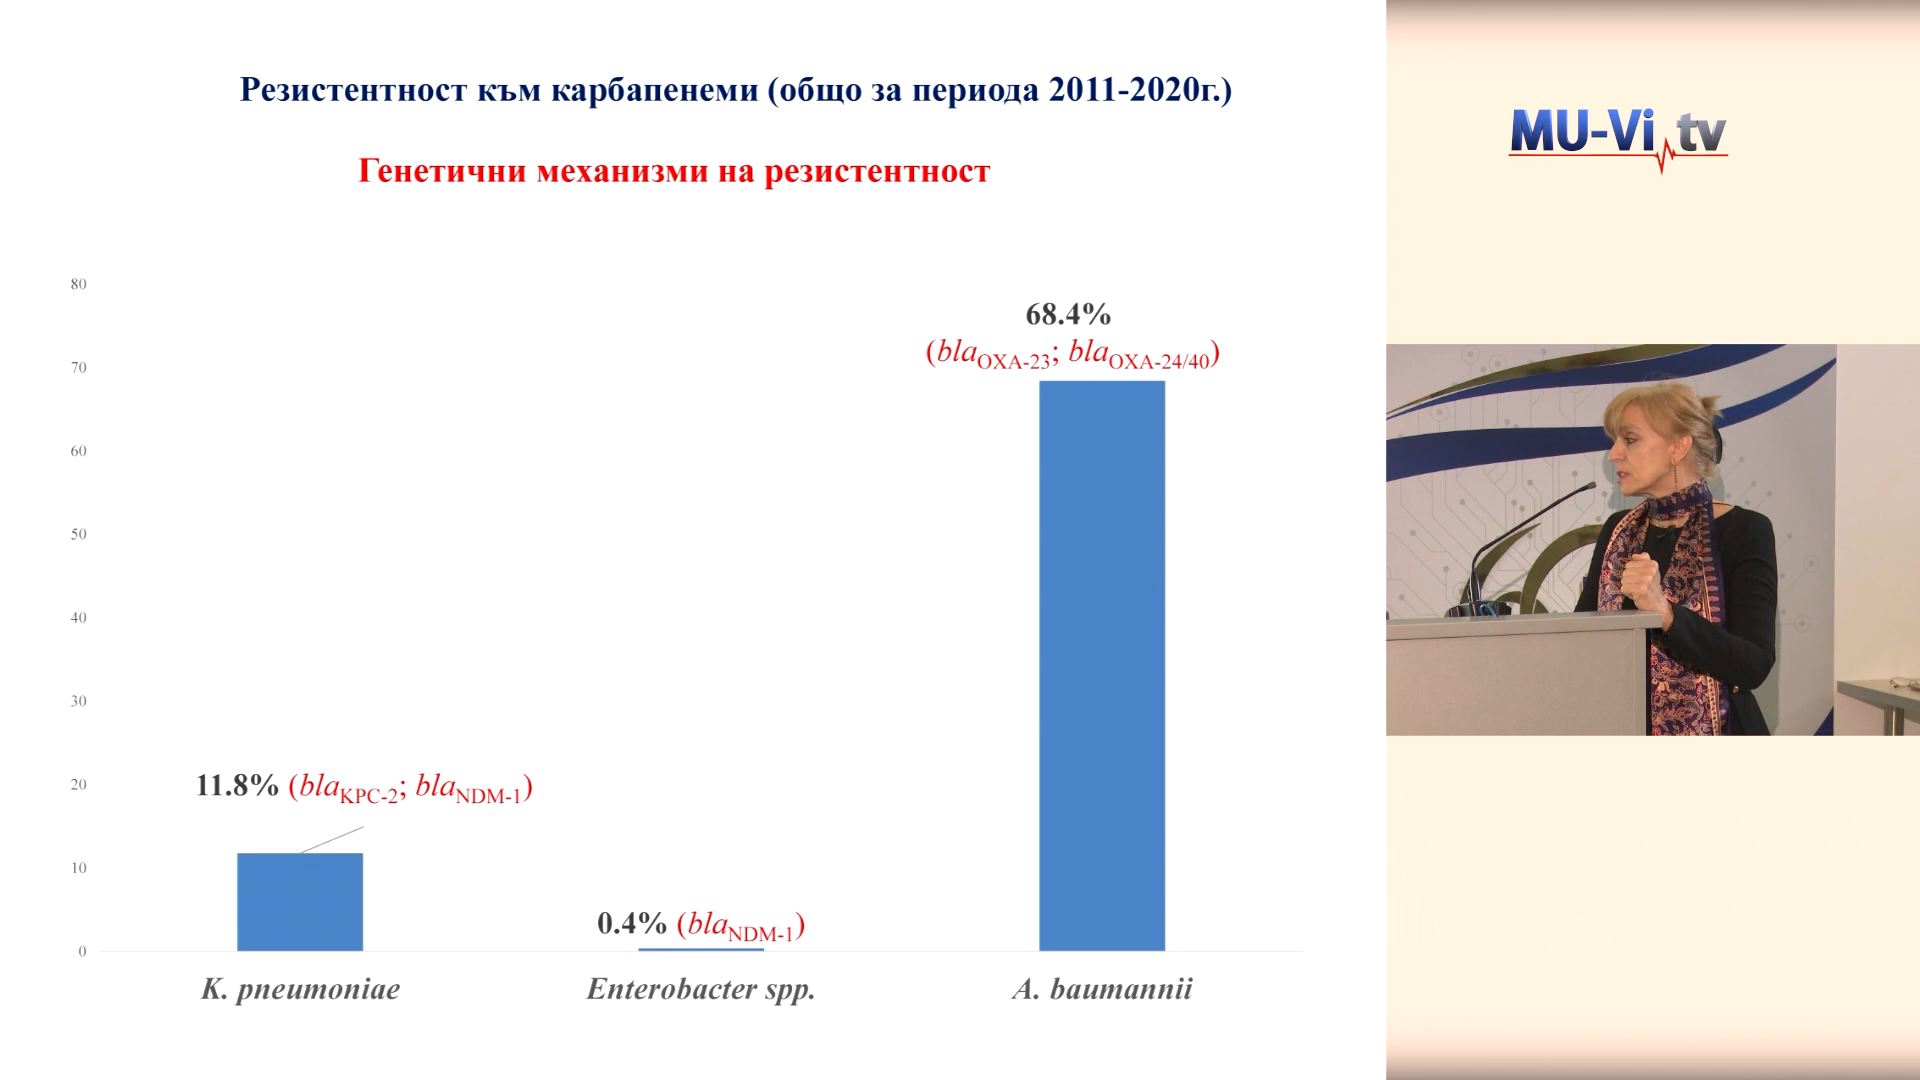 Резистентност към карбапенеми (общо за периода 2011-2020г.)
Генетични механизми на резистентност
MU-Vi tv
80
70
60
50
40
30
20
10
0
68.4%
(blaOXA-23; blaOXA-24/40)
11.8% (blaKPC-2; blaNDM-1)
0.4% (blaNDM-1)
K. pneumoniae
Enterobacter spp.
A. baumannii